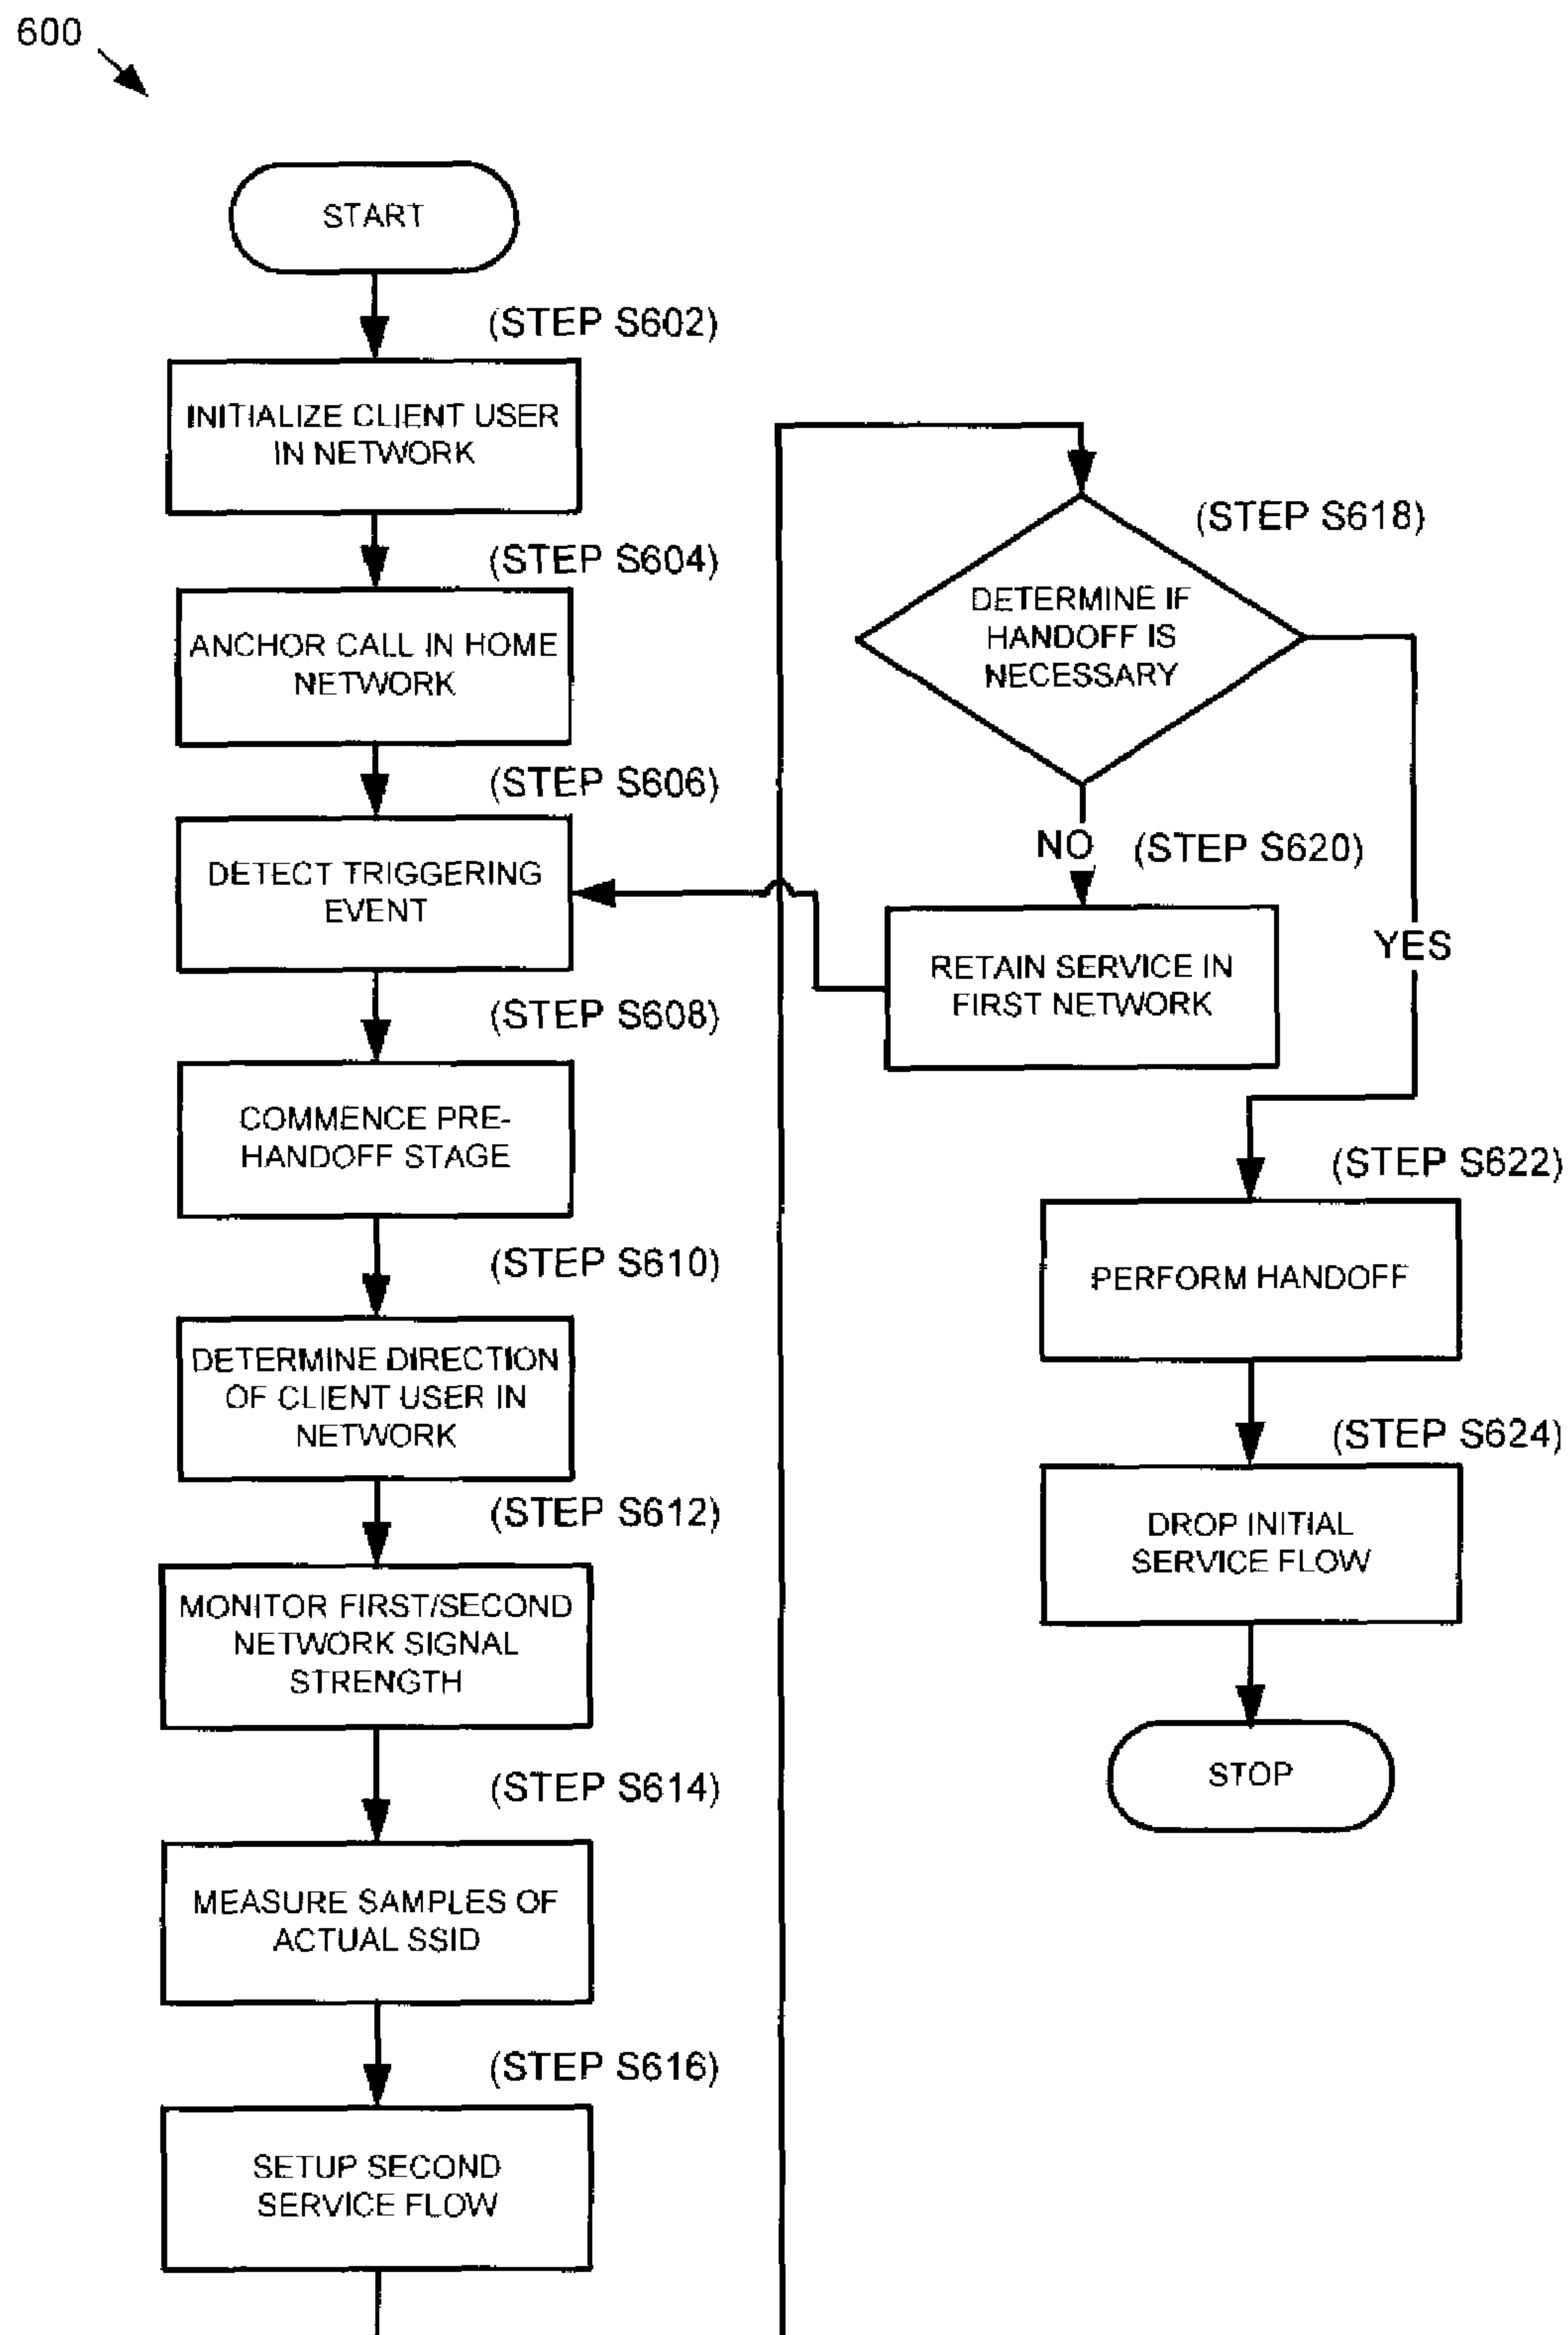 600
START
(STEP S602)
INITIALIZE CLIENT USER
IN NETWORK
(STEP S604)
ANCHOR CALL IN HOME
NETWORK
(STEP S606)
DETECT TRIGGERING
EVENT
(STEP S608)
COMMENCE PRE-
HANDOFF STAGE
(STEP S610)
DETERMINE DIRECTION
OF CLIENT USER IN
NETWORK
(STEP S612)
MONITOR FIRST/SECOND
NETWORK SIGNAL
STRENGTH
(STEP S614)
MEASURE SAMPLES OF
ACTUAL SSID
(STEP S616)
SETUP SECOND
SERVICE FLOW
(STEP S618)
DETERMINE IF
HANDOFF IS
NECESSARY
NO
(STEP S620)
RETAIN SERVICE IN
FIRST NETWORK
YES
(STEP S622)
PERFORM HANDOFF
(STEP S624)
DROP INITIAL
SERVICE FLOW
STOP